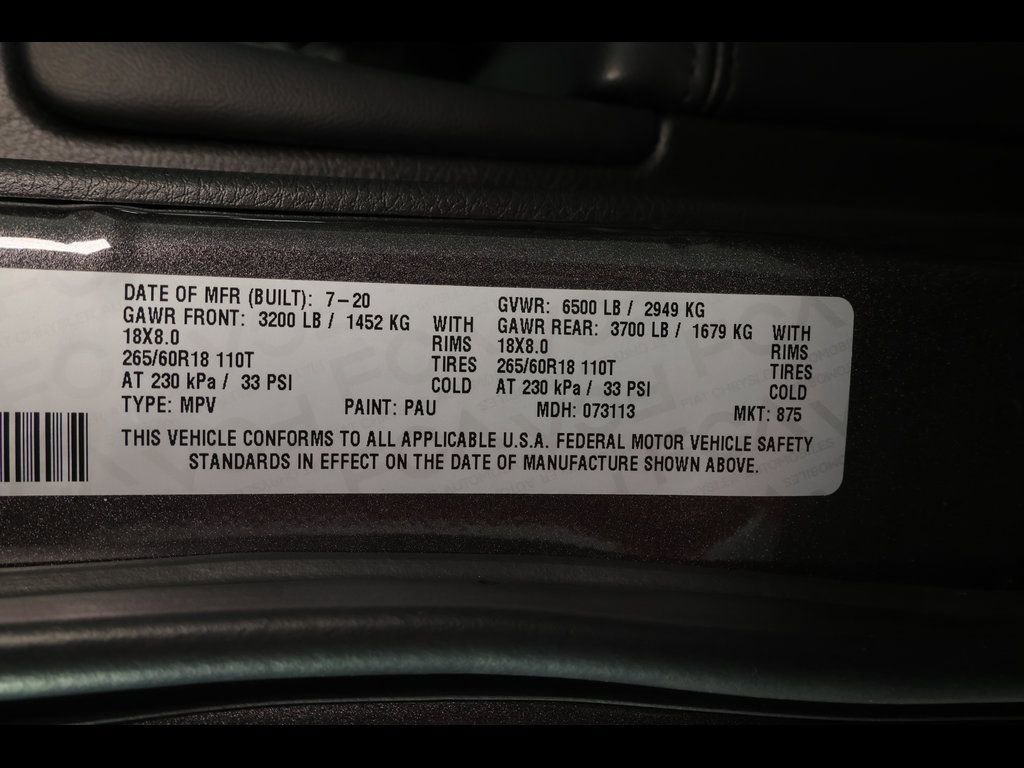 DATE OF MFR (BUILT): 7-20
GAWR FRONT: 3200 LB / 1452 KG WITH
18X8.0 RIMS
265/60R18 110T TIRES
AT 230 kPa / 33 PSI COLD
GVWR: 6500 LB / 2949 KG
GAWR REAR: 3700 LB / 1679 KG WITH
18X8.0 RIMS
265/60R18 110T TIRES
AT 230 kPa / 33 PSI COLD
TYPE: MPV PAINT: PAU MDH: 073113 MKT: 875
THIS VEHICLE CONFORMS TO ALL APPLICABLE U.S.A. FEDERAL MOTOR VEHICLE SAFETY
STANDARDS IN EFFECT ON THE DATE OF MANUFACTURE SHOWN ABOVE.